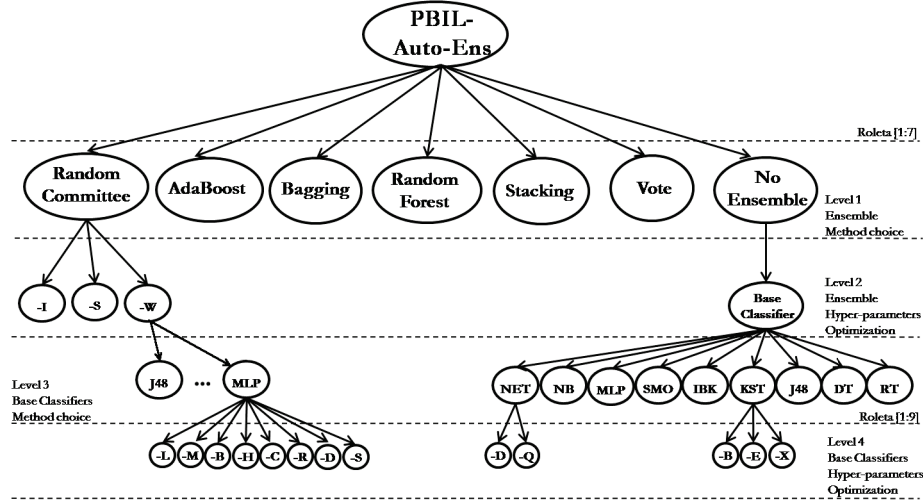 PBIL-
Auto-Ens
Roleta [1:7]
Random
Committee
AdaBoost
Bagging
Random
Forest
Stacking
Vote
No
Ensemble
Level 1
Ensemble
Method choice
-I
-S
-W
Base
Classifier
Level 2
Ensemble
Hyper-parameters
Optimization
Level 3
Base Classifiers
Method choice
J48
...
MLP
NET
NB
MLP
SMO
IBK
KST
J48
DT
RT
Roleta [1:9]
-L
-M
-B
-H
-C
-R
-D
-S
-D
-Q
-B
-E
-X
Level 4
Base Classifiers
Hyper-parameters
Optimization